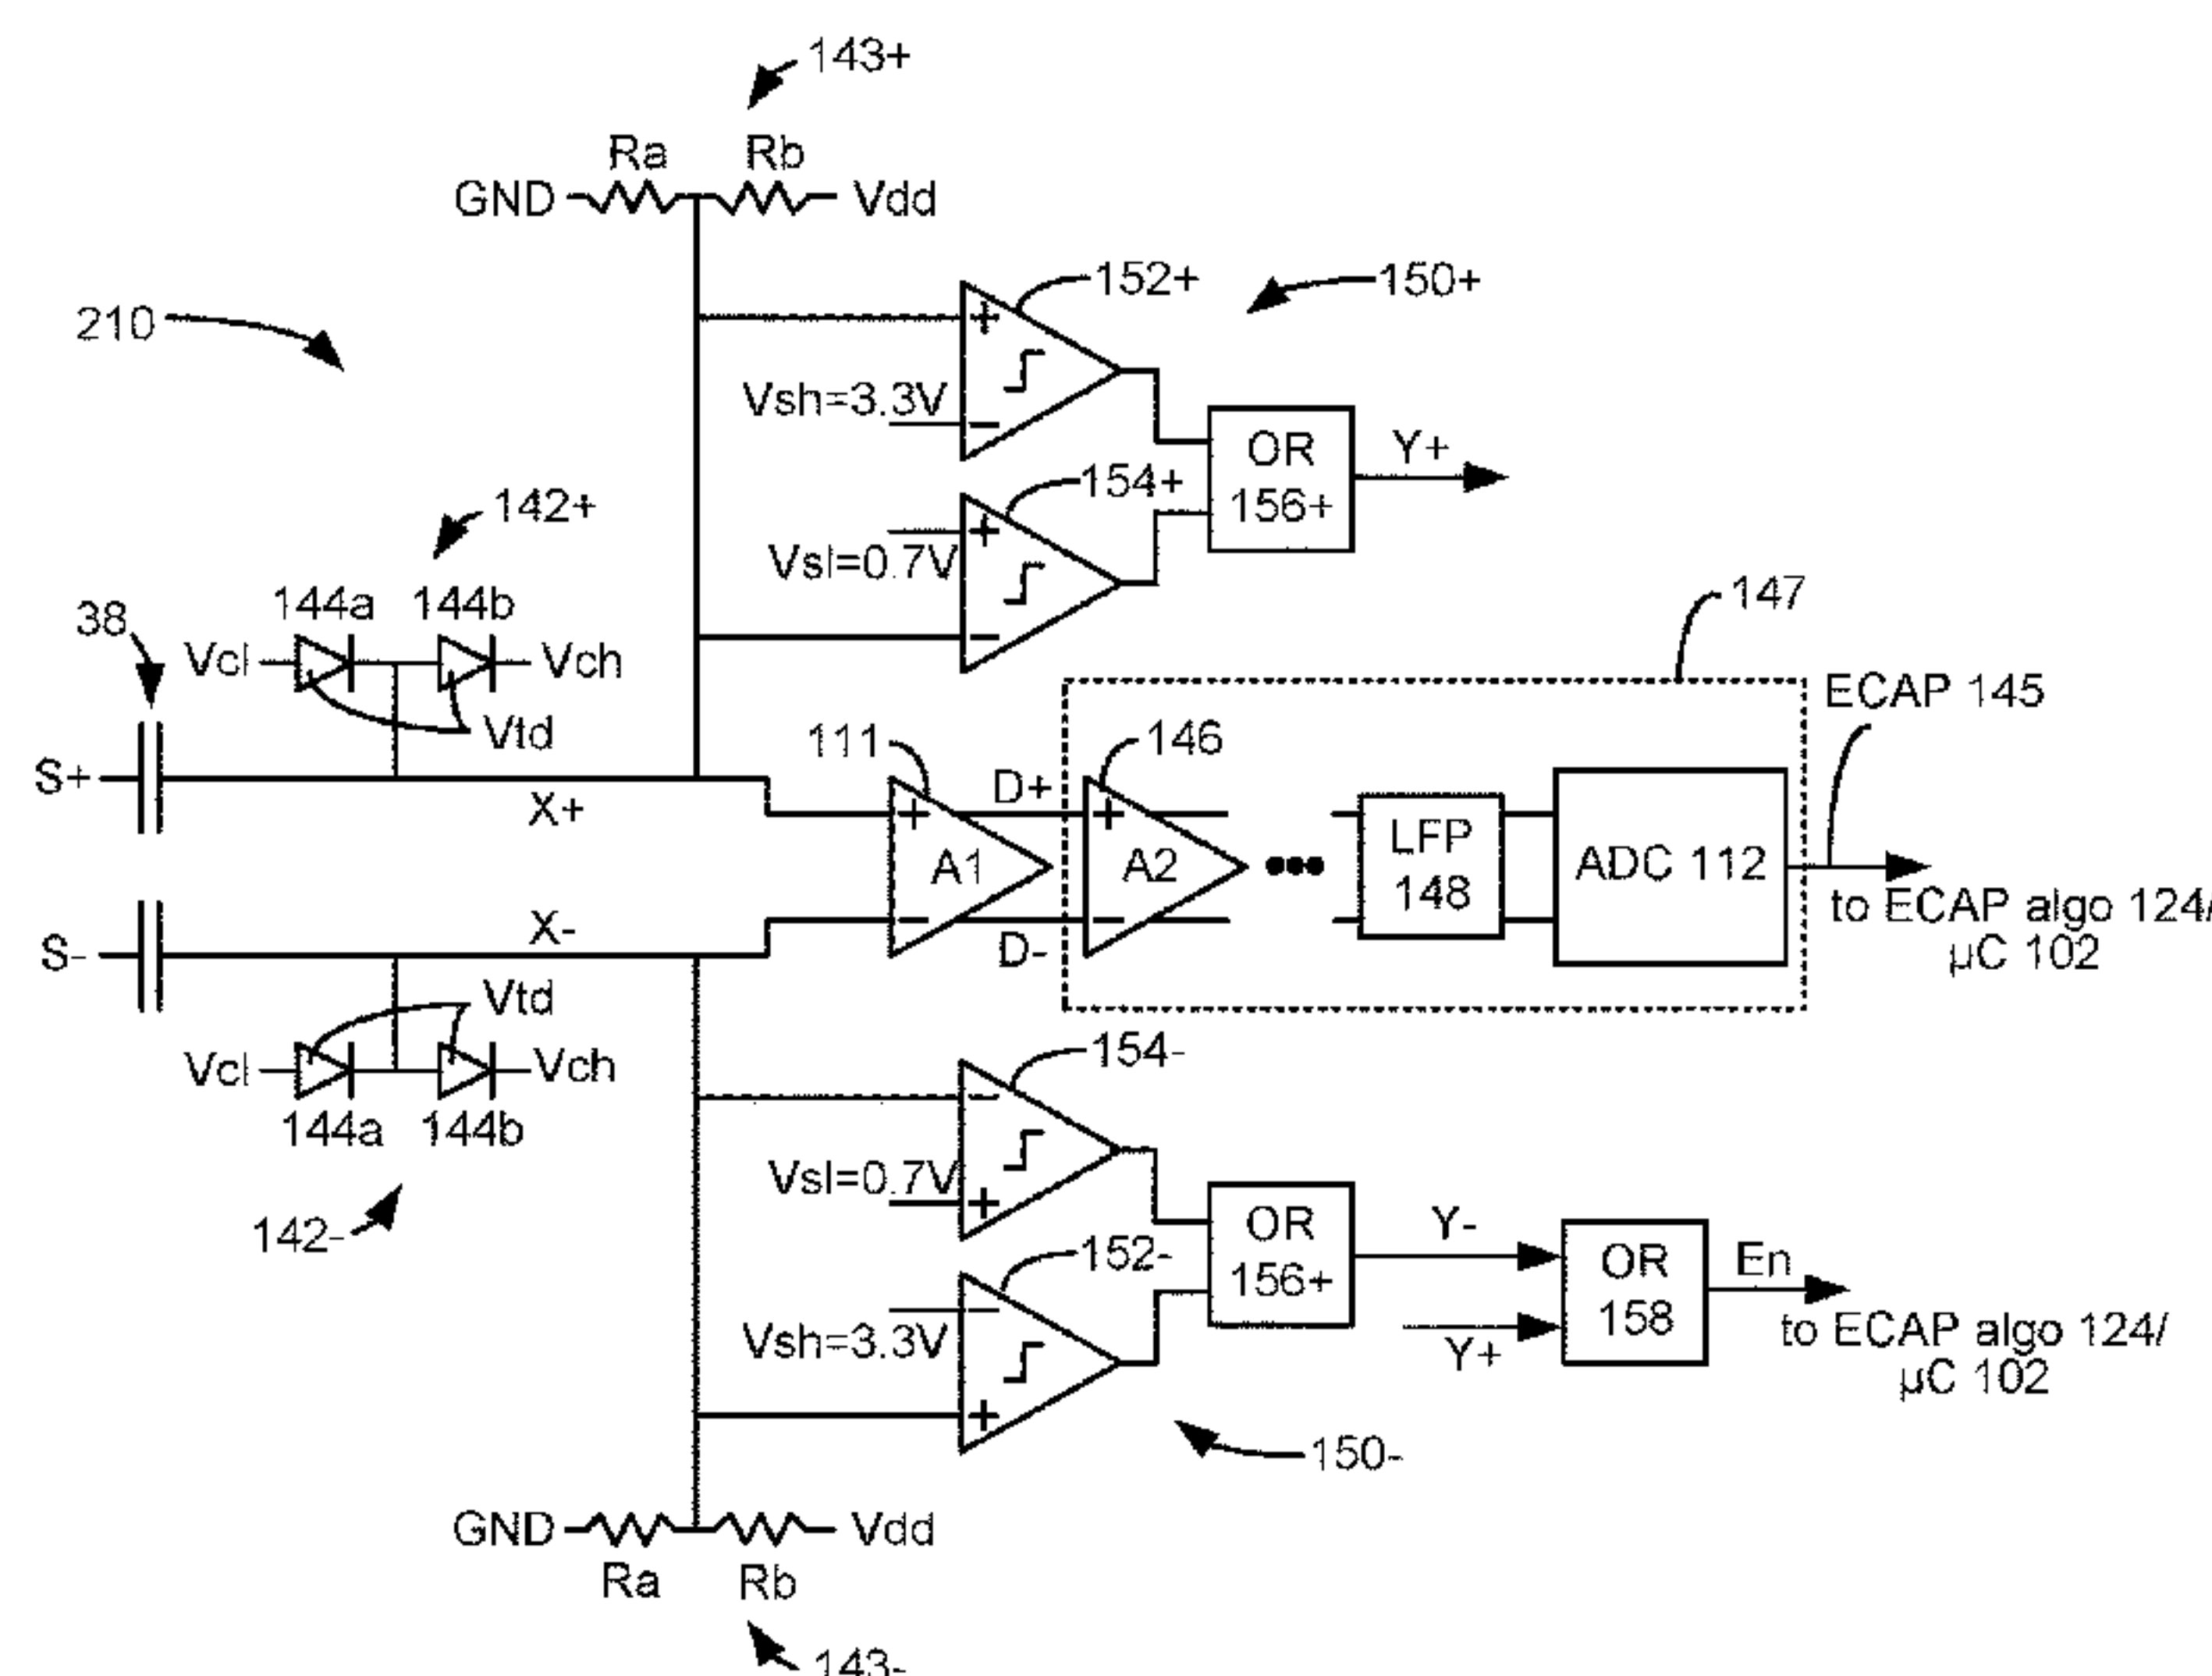 143+
Ra Rb
GND Vdd
152+ 150+
210
+
Vsh=3.3V
−
OR
156+
Y+
154+
142+
+
Vsl=0.7V
−
147
38
144a 144b
Vcl Vch
Vtd
ECAP 145
111 146
S+
X+
D+
+ +
A1 A2
LFP
148
ADC 112
to ECAP algo 124/
µC 102
X-
− −
S-
D-
Vtd
154-
Vcl Vch
144a 144b
−
Vsl=0.7V
+
142-
152-
OR
156+
Y-
OR
158
En
−
Vsh=3.3V
Y+
to ECAP algo 124/
µC 102
+
150-
GND Vdd
Ra Rb
143-